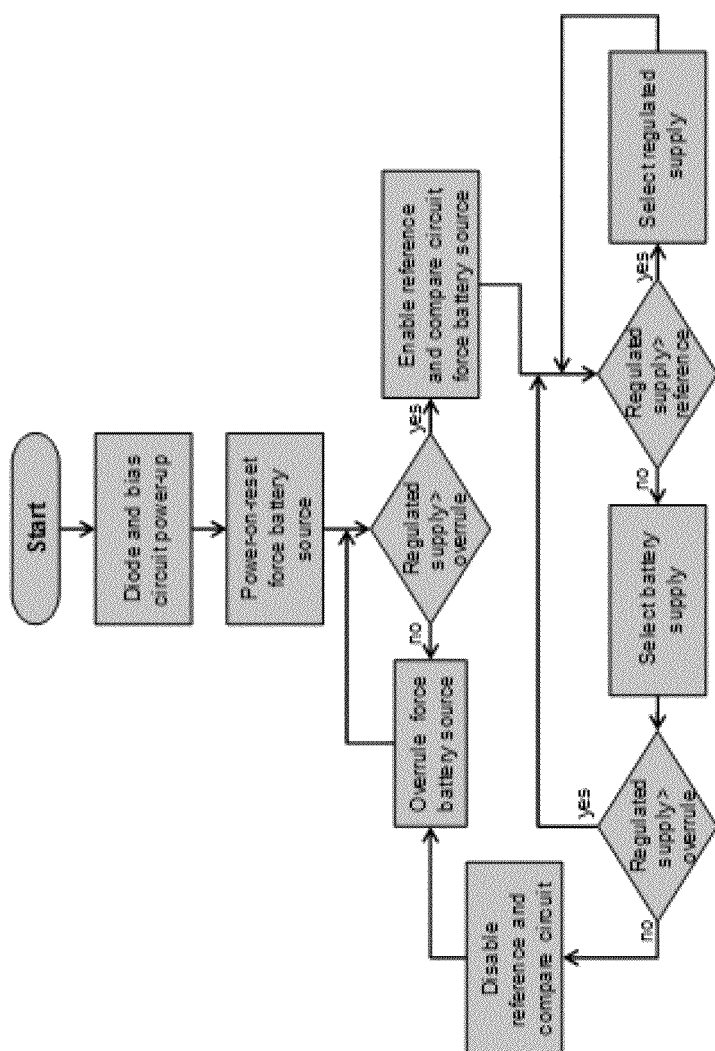 Start
Diode and bias
circuit power-up
Power-on-reset
force battery
source
Regulated
supply>
overrule
yes
no
Enable reference
and compare circuit
force battery source
Overrule force
battery source
Regulated
supply>
reference
yes
no
Select regulated
supply
Select battery
supply
Regulated
supply>
overrule
yes
no
Disable
reference and
compare circuit